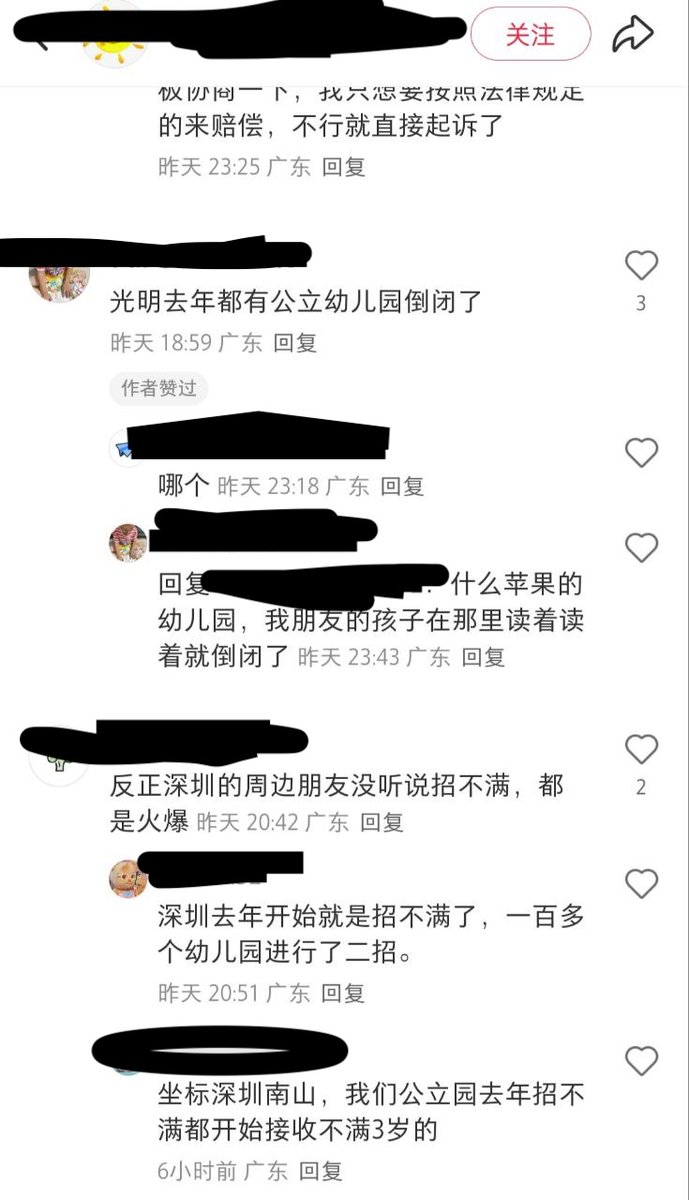 关注
板协商一下，我只想要按照法律规定
的来赔偿，不行就直接起诉了
昨天 23:25 广东 回复
光明去年都有公立幼儿园倒闭了
3
昨天 18:59 广东 回复
作者赞过
哪个 昨天 23:18 广东 回复
回复 ：什么苹果的
幼儿园，我朋友的孩子在那里读着读
着就倒闭了 昨天 23:43 广东 回复
反正深圳的周边朋友没听说招不满，都
2
是火爆 昨天 20:42 广东 回复
深圳去年开始就是招不满了，一百多
个幼儿园进行了二招。
昨天 20:51 广东 回复
坐标深圳南山，我们公立园去年招不
满都开始接收不满3岁的
6小时前 广东 回复